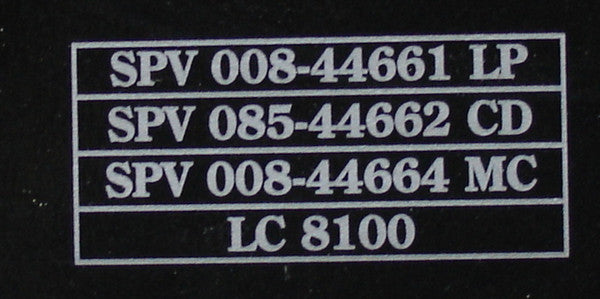 SPV 008-44661 LP
SPV 085-44662 CD
SPV 008-44664 MC
LC 8100